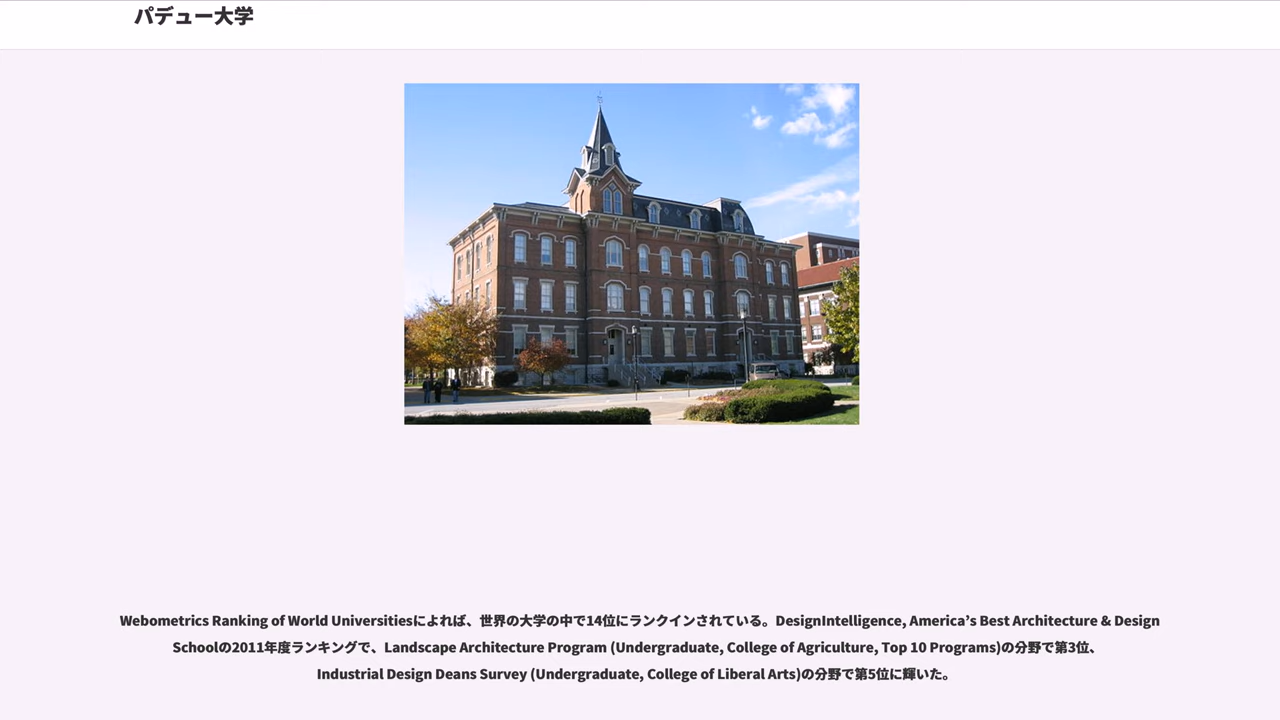 パデュー大学
Webometrics Ranking of World Universitiesによれば、世界の大学の中で14位にランクインされている。DesignIntelligence, America’s Best Architecture & Design
Schoolの2011年度ランキングで、Landscape Architecture Program (Undergraduate, College of Agriculture, Top 10 Programs)の分野で第3位、
Industrial Design Deans Survey (Undergraduate, College of Liberal Arts)の分野で第5位に輝いた。